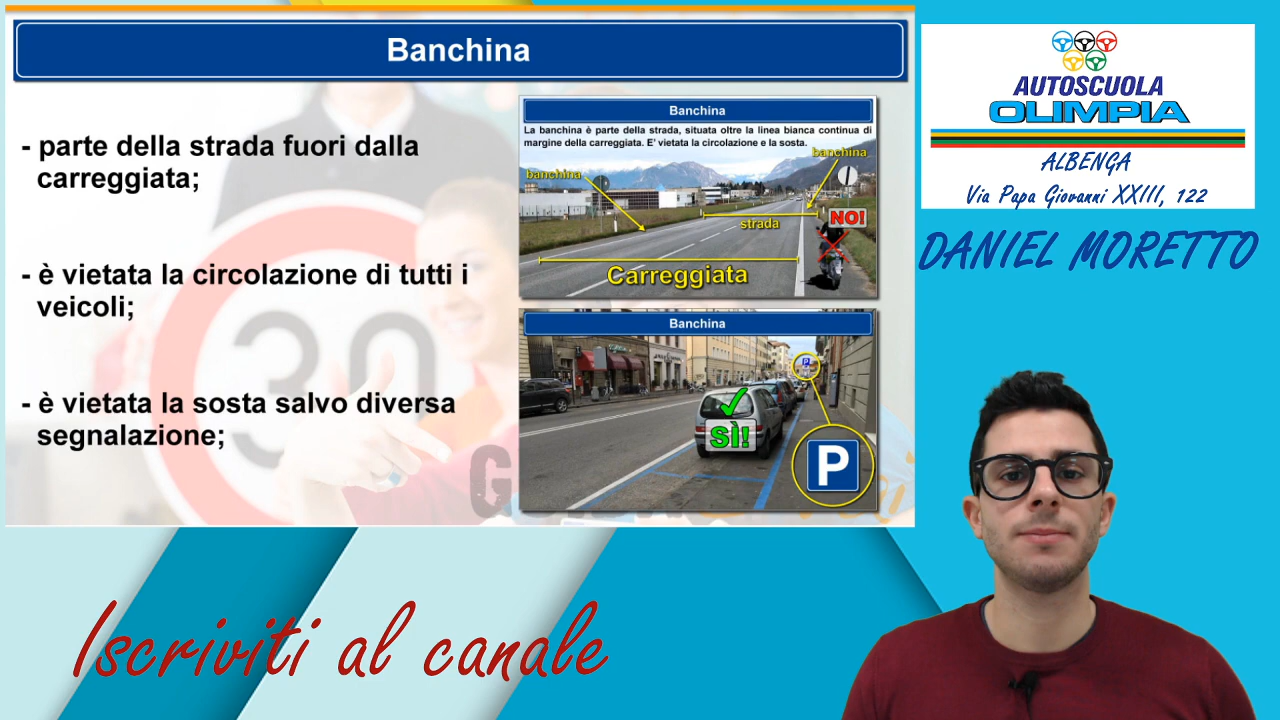 Banchina
- parte della strada fuori dalla
carreggiata;
- è vietata la circolazione di tutti i
veicoli;
- è vietata la sosta salvo diversa
segnalazione;
30
Banchina
La banchina è parte della strada, situata oltre la linea bianca continua di
margine della carreggiata. E' vietata la circolazione e la sosta.
banchina
banchina
strada
NO!
Carreggiata
Banchina
P
SÌ!
P
AUTOSCUOLA
OLIMPIA
ALBENGA
Via Papa Giovanni XXIII, 122
DANIEL MORETTO
Iscriviti al canale